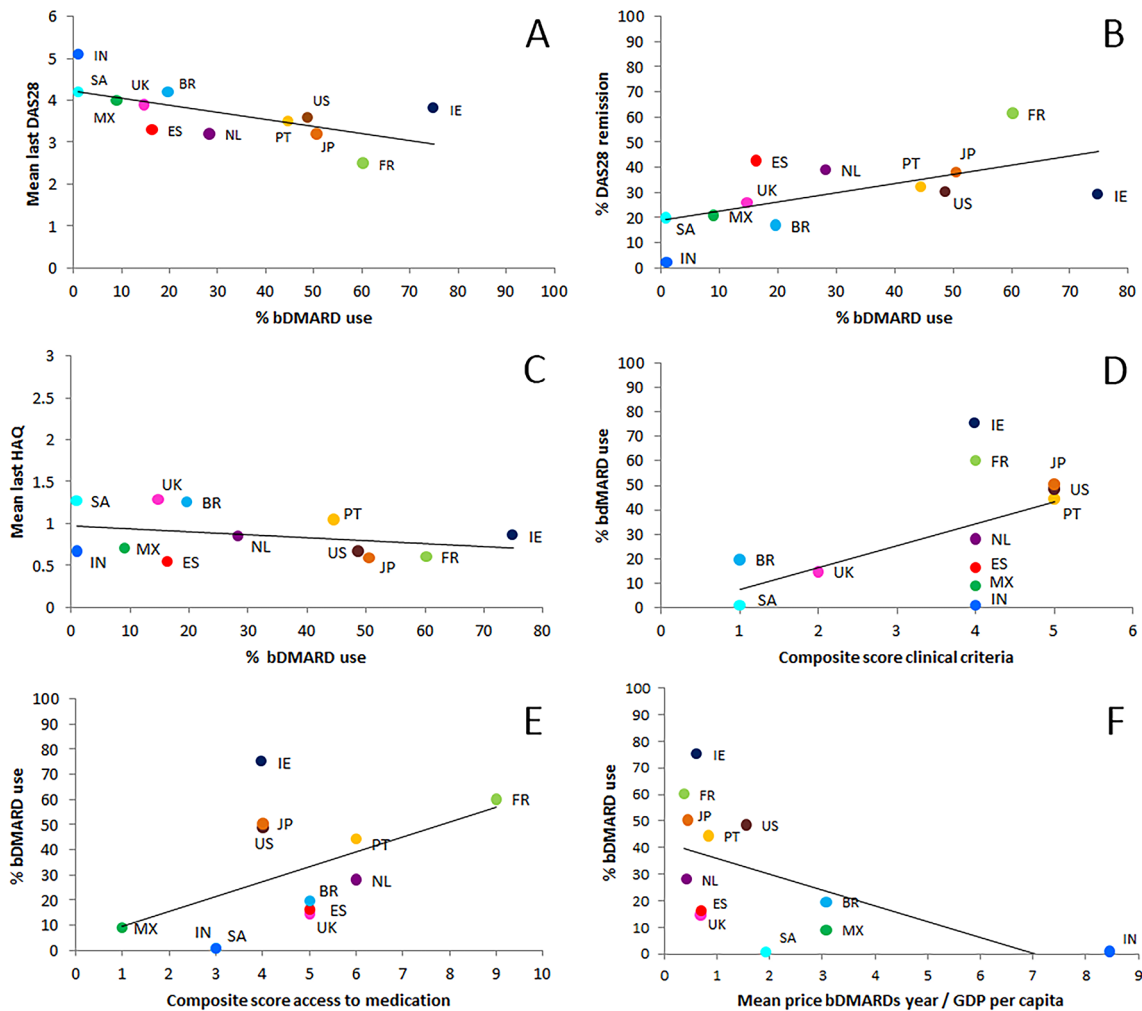 A
Mean last DAS28
6
5
4
3
2
1
0
IN
SA
UK
BR
MX
ES
NL
US
PT
JP
FR
IE
0 10 20 30 40 50 60 70 80 90 100
% bDMARD use
B
% DAS28 remission
100
90
80
70
60
50
40
30
20
10
0
FR
ES
NL
PT
JP
UK
US
IE
SA
MX
BR
IN
0 10 20 30 40 50 60 70 80
% bDMARD use
C
Mean last HAQ
3
2.5
2
1.5
1
0.5
0
SA
UK
BR
PT
IE
IN
MX
ES
NL
US
JP
FR
0 10 20 30 40 50 60 70 80
% bDMARD use
D
% bdMARD use
100
90
80
70
60
50
40
30
20
10
0
IE
FR
JP
US
PT
NL
BR
UK
ES
MX
SA
IN
0 1 2 3 4 5 6
Composite score clinical criteria
E
% bDMARD use
100
90
80
70
60
50
40
30
20
10
0
IE
FR
JP
US
PT
NL
BR
ES
UK
MX
IN
SA
0 1 2 3 4 5 6 7 8 9 10
Composite score access to medication
F
% bDMARD use
100
90
80
70
60
50
40
30
20
10
0
IE
FR
JP
US
PT
NL
ES
UK
BR
MX
SA
IN
0 1 2 3 4 5 6 7 8 9
Mean price bDMARDs year / GDP per capita